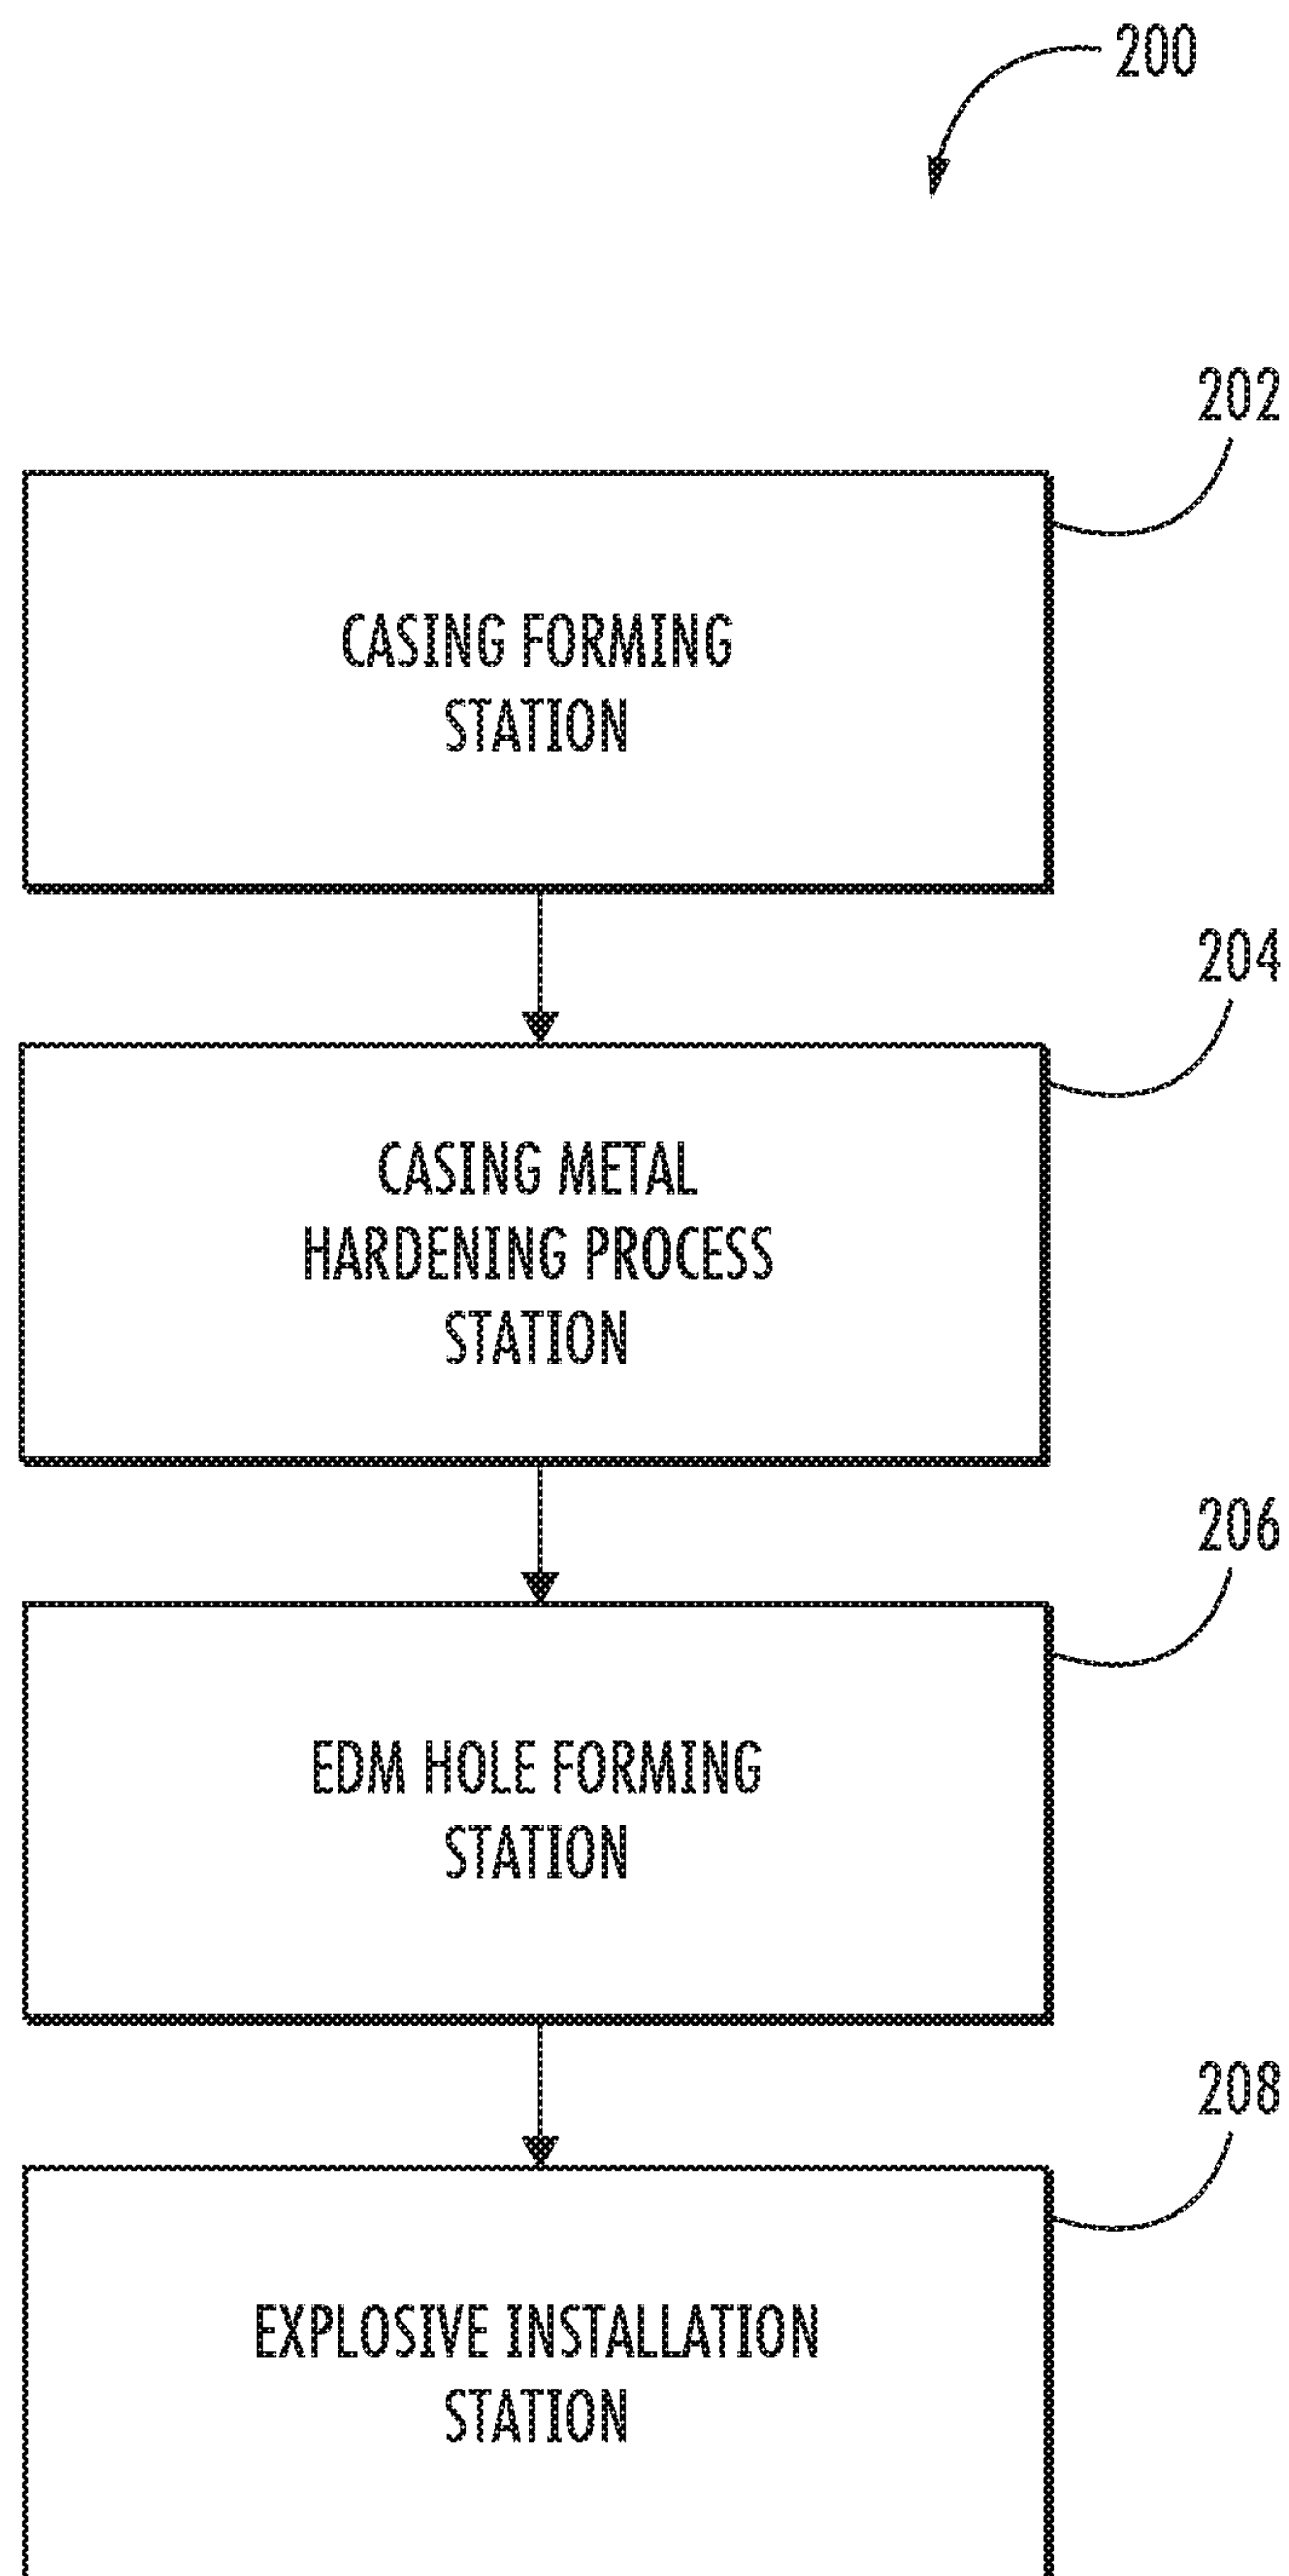 200
202
CASING FORMING
STATION
204
CASING METAL
HARDENING PROCESS
STATION
206
EDM HOLE FORMING
STATION
208
EXPLOSIVE INSTALLATION
STATION